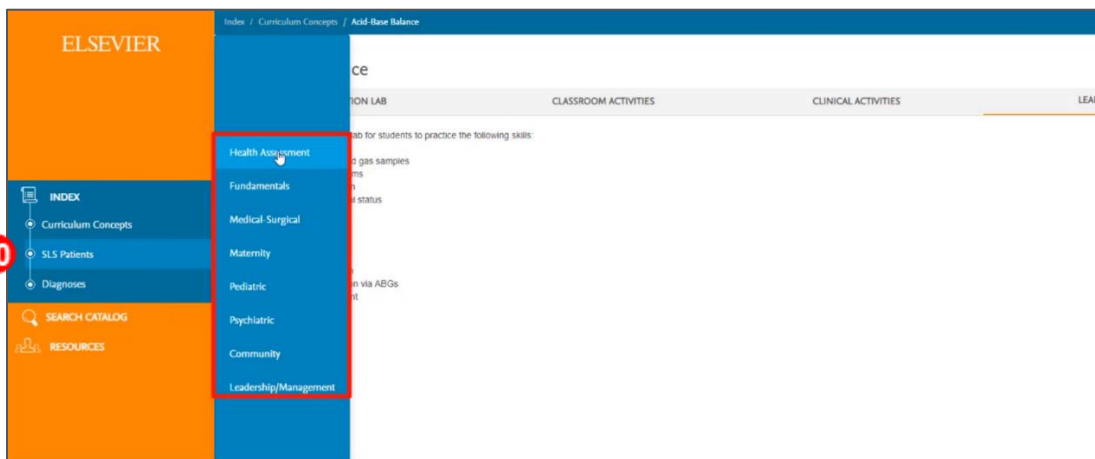 Index / Curriculum Concepts / Acid-Base Balance
ELSEVIER
ce
ION LAB CLASSROOM ACTIVITIES CLINICAL ACTIVITIES LEA
ab for students to practice the following skills:
Health Assessment
d gas samples
ms
n
Fundamentals
l status
INDEX
Medical-Surgical
Curriculum Concepts
0
SLS Patients
Maternity
n
Diagnoses
Pediatric
on via ABGs
nt
SEARCH CATALOG
Psychiatric
RESOURCES
Community
Leadership/Management